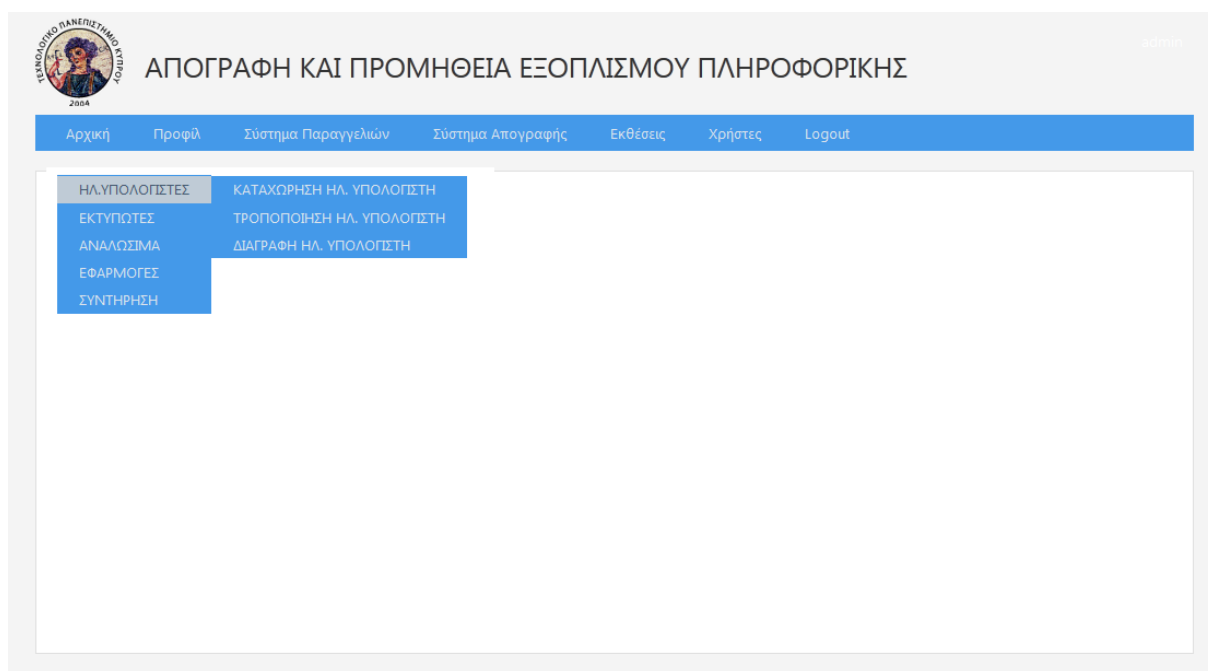 ΤΕΧΝΟΛΟΓΙΚΟ ΠΑΝΕΠΙΣΤΗΜΙΟ ΚΥΠΡΟΥ
2004
admin
ΑΠΟΓΡΑΦΗ ΚΑΙ ΠΡΟΜΗΘΕΙΑ ΕΞΟΠΛΙΣΜΟΥ ΠΛΗΡΟΦΟΡΙΚΗΣ
Αρχική Προφίλ Σύστημα Παραγγελιών Σύστημα Απογραφής Εκθέσεις Χρήστες Logout
ΗΛ.ΥΠΟΛΟΓΙΣΤΕΣ ΚΑΤΑΧΩΡΗΣΗ ΗΛ. ΥΠΟΛΟΓΙΣΤΗ
ΕΚΤΥΠΩΤΕΣ ΤΡΟΠΟΠΟΙΗΣΗ ΗΛ. ΥΠΟΛΟΓΙΣΤΗ
ΑΝΑΛΩΣΙΜΑ ΔΙΑΓΡΑΦΗ ΗΛ. ΥΠΟΛΟΓΙΣΤΗ
ΕΦΑΡΜΟΓΕΣ
ΣΥΝΤΗΡΗΣΗ